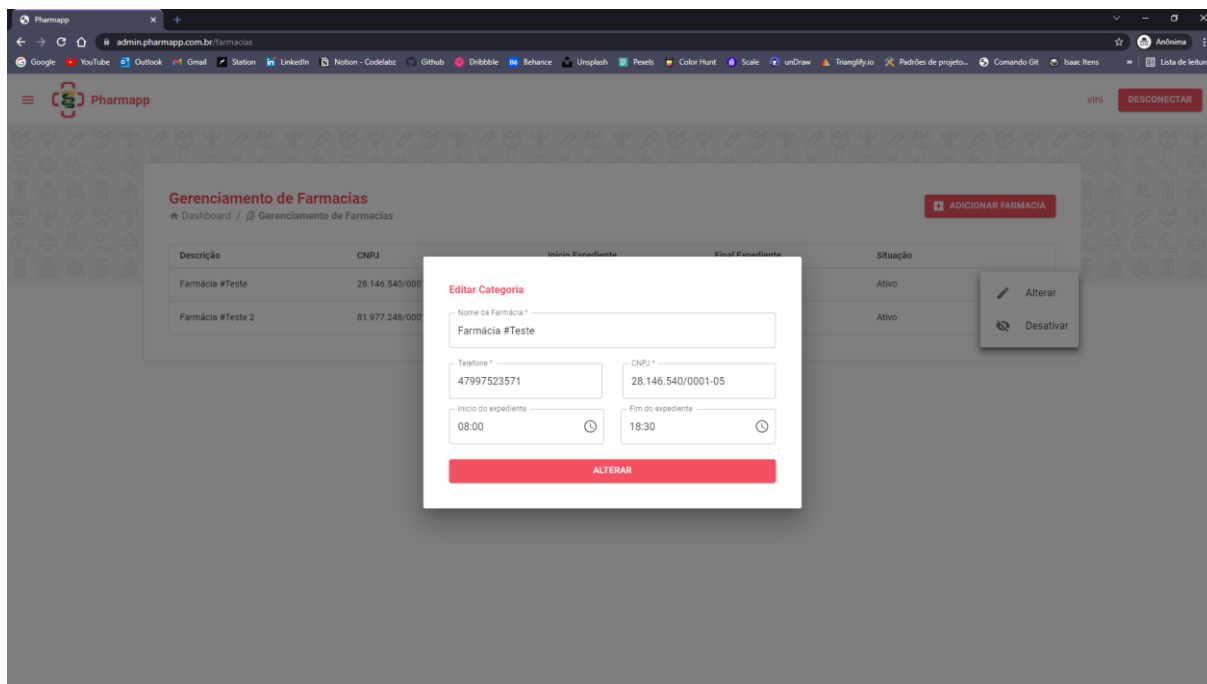 Pharmapp
admin.pharmapp.com.br/farmacias
Anônima
Google YouTube Outlook Gmail Station LinkedIn Notion - Codelabz Github Dribbble Behance Unsplash Pexels Color Hunt Scale unDraw Trianglify.io Padrões de projeto... Comando Git Isaac Itens » Lista de leitura
Pharmapp
vini
DESCONECTAR
Gerenciamento de Farmacias
Dashboard / Gerenciamento de Farmacias
ADICIONAR FARMACIA
Descrição CNPJ Início Expediente Final Expediente Situação
Farmácia #Teste 28.146.540/000 Ativo
Farmácia #Teste 2 81.977.248/000 Ativo
Alterar
Desativar
Editar Categoria
Nome da Farmácia *
Farmácia #Teste
Telefone * CNPJ *
47997523571 28.146.540/0001-05
Inicio do expediente Fim do expediente
08:00 18:30
ALTERAR